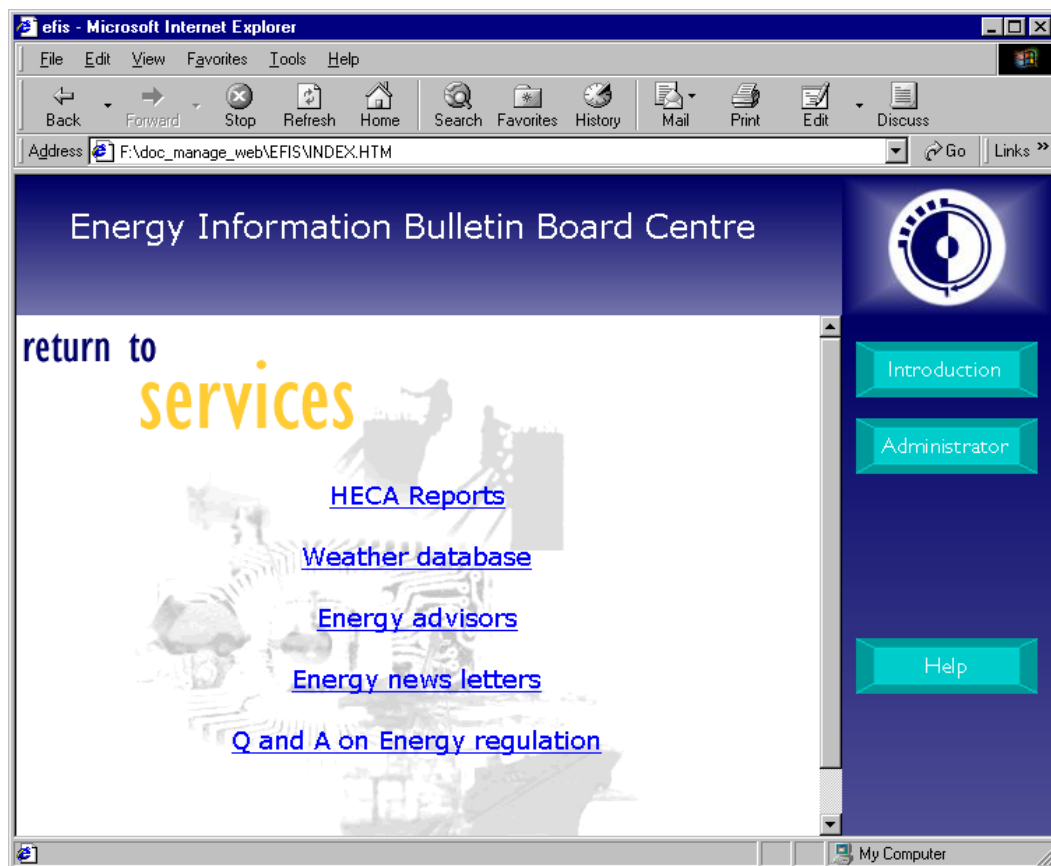 efis - Microsoft Internet Explorer
File Edit View Favorites Tools Help
Back Forward Stop Refresh Home Search Favorites History Mail Print Edit Discuss
Address F:\doc_manage_web\EFIS\INDEX.HTM Go Links »
Energy Information Bulletin Board Centre
return to
services
HECA Reports
Weather database
Energy advisors
Energy news letters
Q and A on Energy regulation
Introduction
Administrator
Help
My Computer